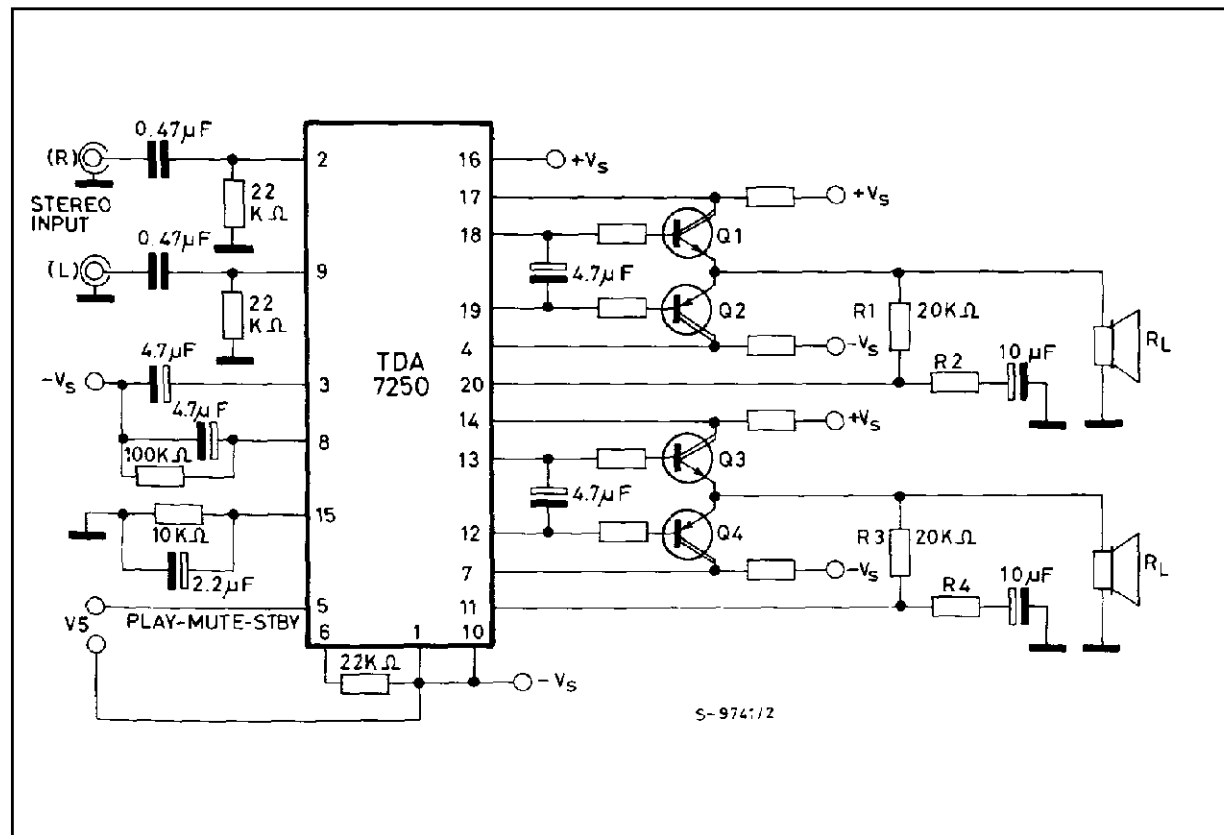 0.47µF
(R)
STEREO
INPUT
22
KΩ
0.47µF
(L)
22
KΩ
4.7µF
-Vs
4.7µF
100KΩ
10KΩ
2.2µF
V5
PLAY-MUTE-STBY
22KΩ
-Vs
TDA
7250
2
9
3
8
15
5
6
1
10
16
17
18
19
4
20
14
13
12
7
11
+Vs
+Vs
Q1
4.7µF
Q2
-Vs
R1
20KΩ
R2
10µF
RL
+Vs
Q3
4.7µF
Q4
-Vs
R3
20KΩ
R4
10µF
RL
S-9741/2